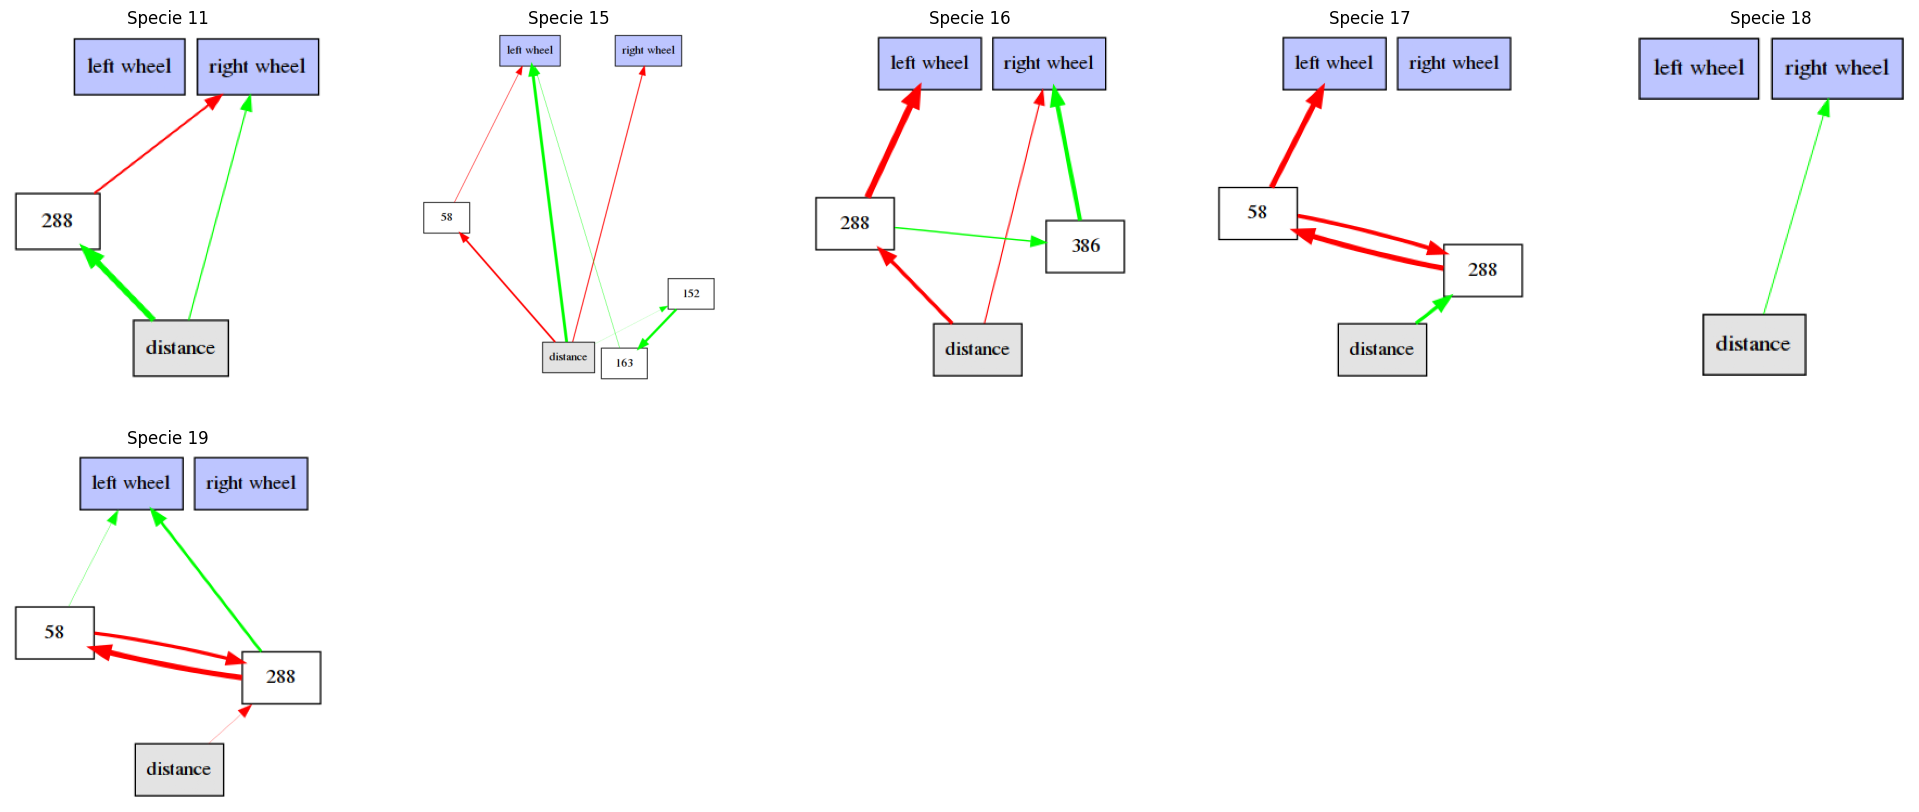 Specie 11
left wheel
right wheel
288
distance
Specie 15
left wheel
right wheel
58
152
distance
163
Specie 16
left wheel
right wheel
288
386
distance
Specie 17
left wheel
right wheel
58
288
distance
Specie 18
left wheel
right wheel
distance
Specie 19
left wheel
right wheel
58
288
distance